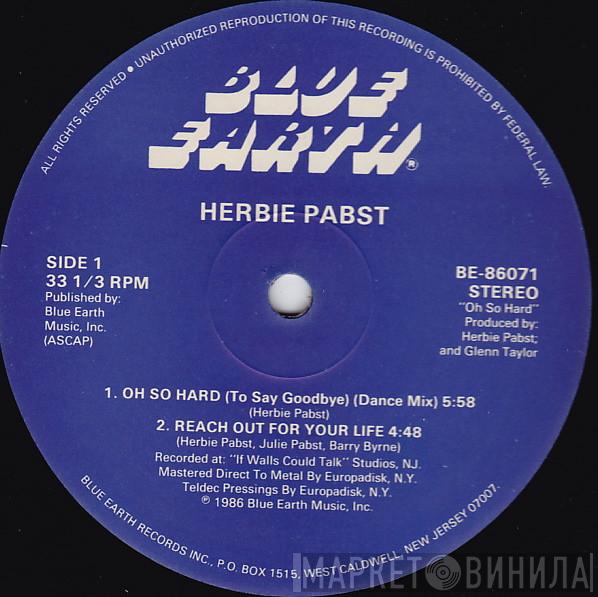 ALL RIGHTS RESERVED • UNAUTHORIZED REPRODUCTION OF THIS RECORDING IS PROHIBITED BY FEDERAL LAW.
BLUE
EARTH®
HERBIE PABST
SIDE 1
33 1/3 RPM
Published by:
Blue Earth
Music, Inc.
(ASCAP)
BE-86071
STEREO
"Oh So Hard"
Produced by:
Herbie Pabst;
and Glenn Taylor
1. OH SO HARD (To Say Goodbye) (Dance Mix) 5:58
(Herbie Pabst)
2. REACH OUT FOR YOUR LIFE 4:48
(Herbie Pabst, Julie Pabst, Barry Byrne)
Recorded at: "If Walls Could Talk" Studios, NJ.
Mastered Direct To Metal By Europadisk, N.Y.
Teldec Pressings By Europadisk, N.Y.
℗ 1986 Blue Earth Music, Inc.
BLUE EARTH RECORDS INC., P.O. BOX 1515, WEST CALDWELL, NEW JERSEY 07007.
МАРКЕТ ВИНИЛА